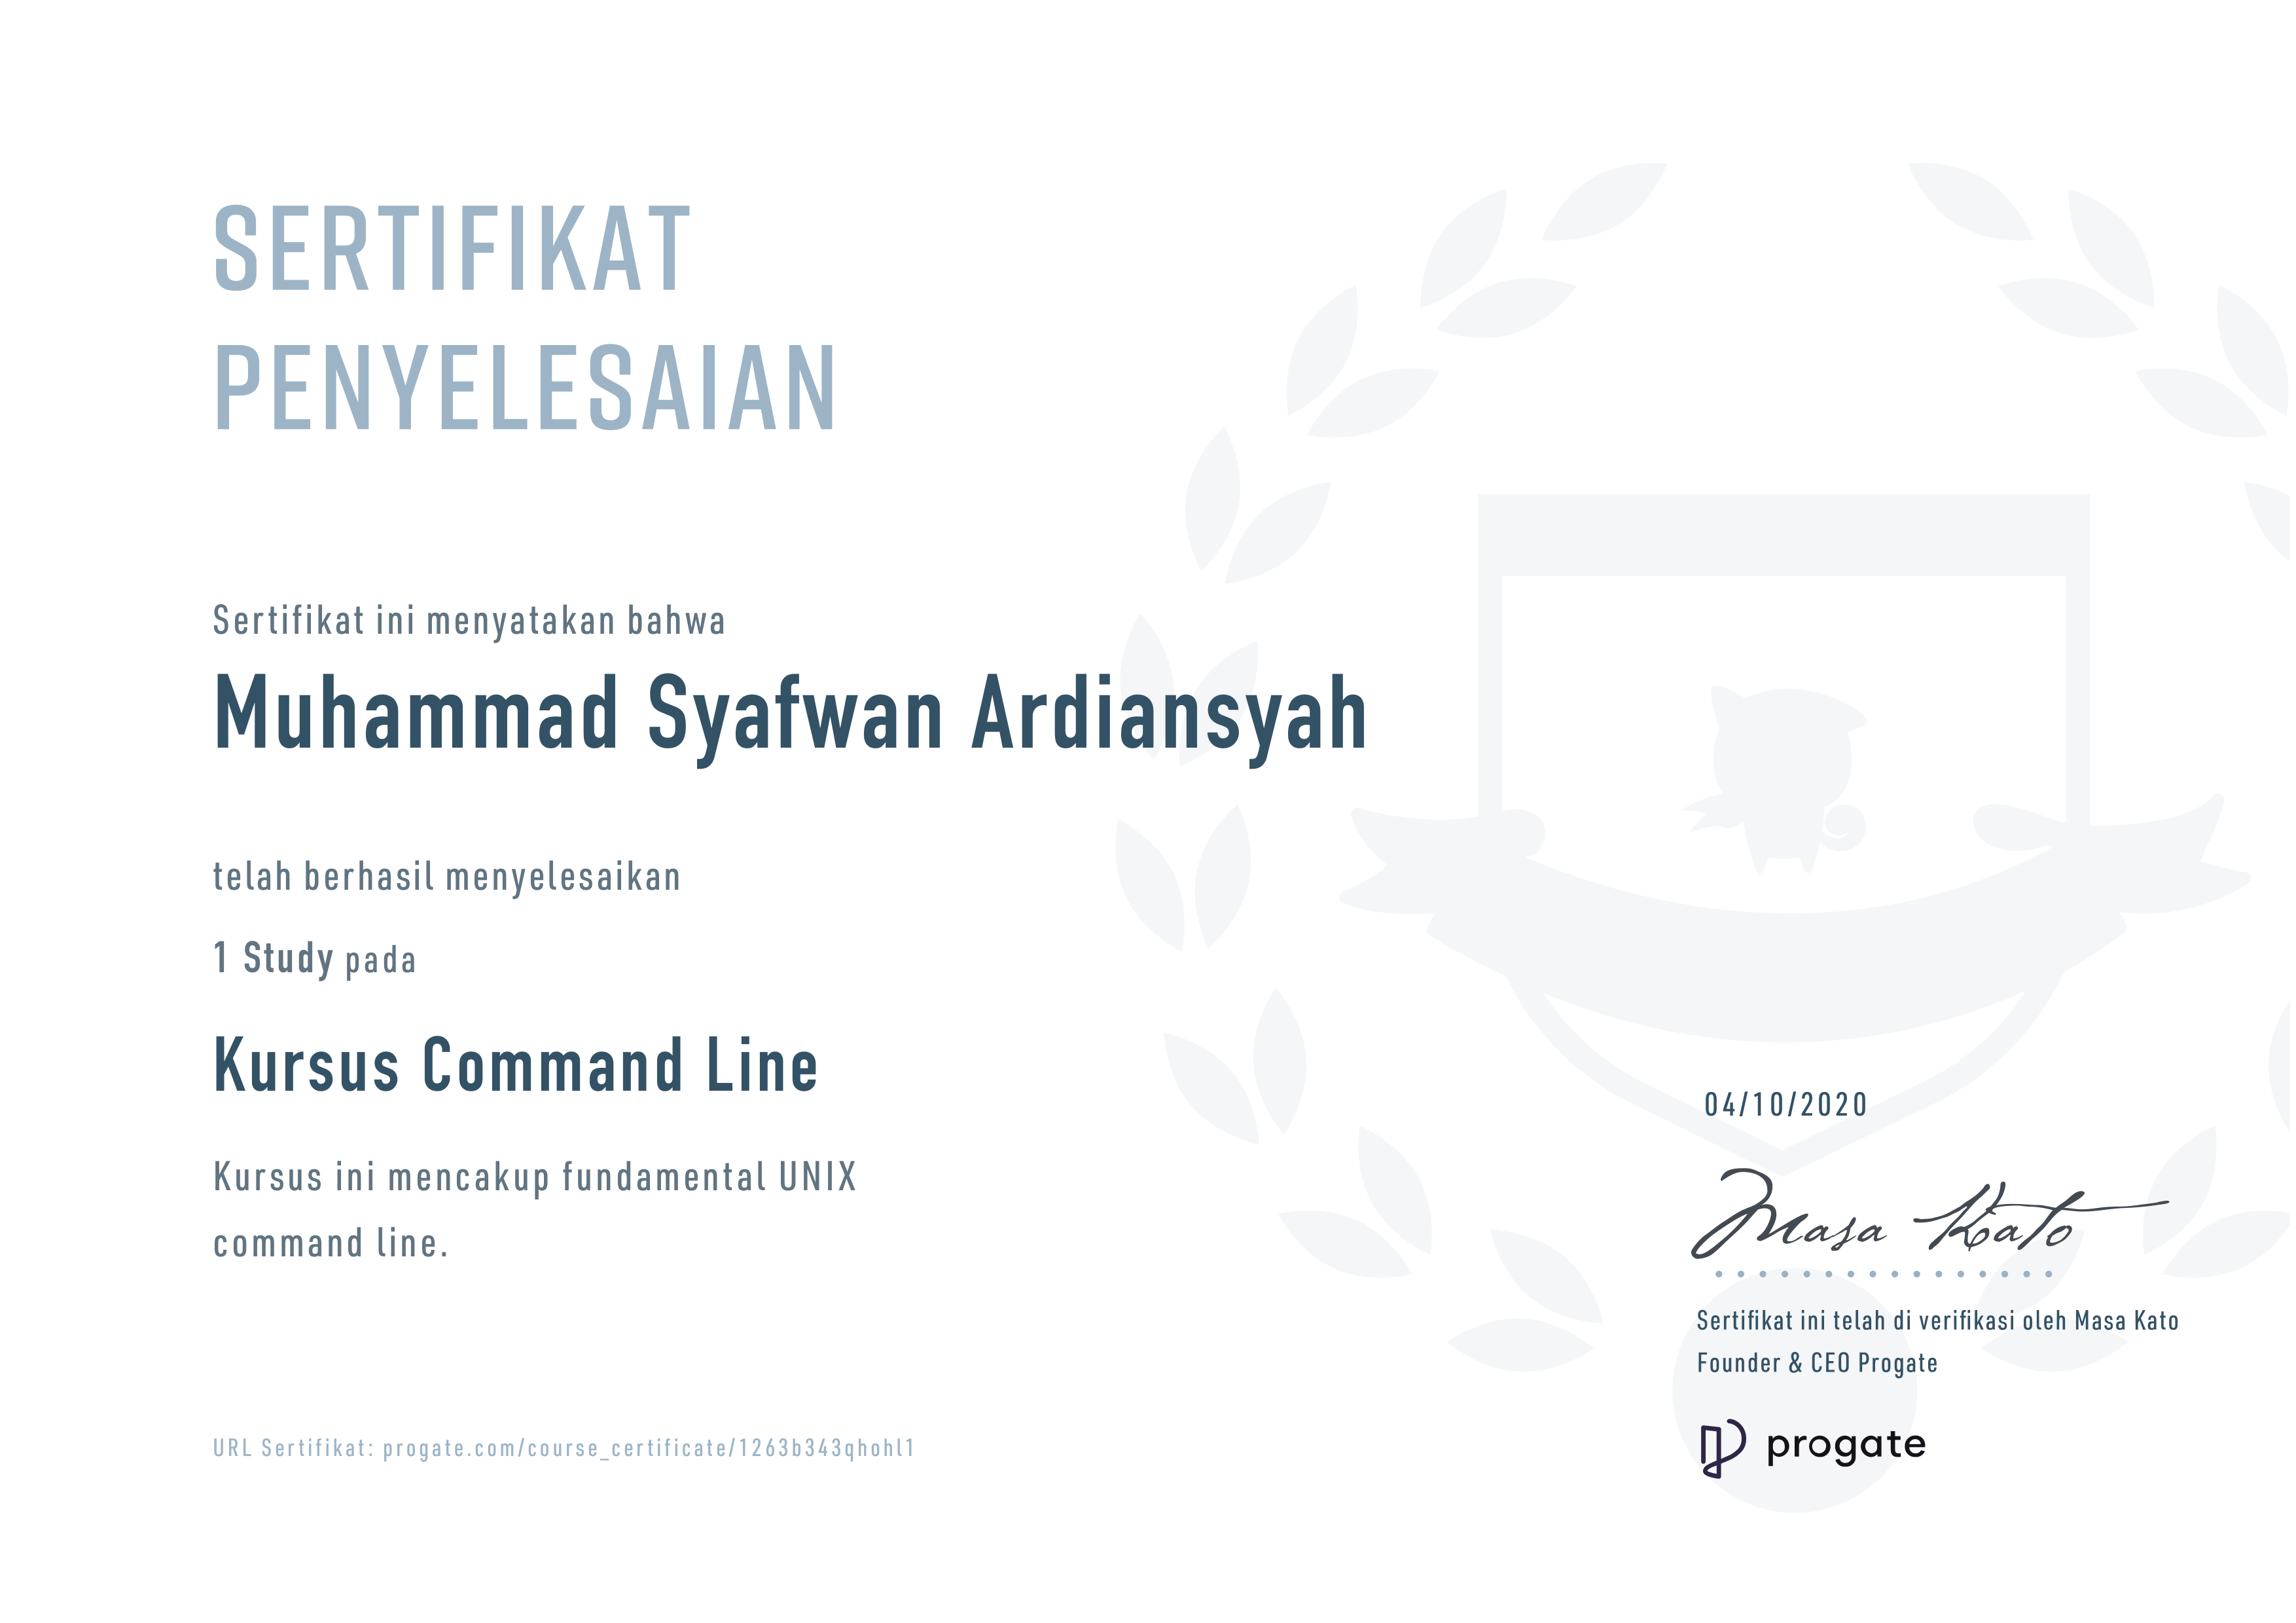 SERTIFIKAT
PENYELESAIAN
Sertifikat ini menyatakan bahwa
Muhammad Syafwan Ardiansyah
telah berhasil menyelesaikan
1 Study pada
Kursus Command Line
Kursus ini mencakup fundamental UNIX
command line.
04/10/2020
Masa Kato
Sertifikat ini telah di verifikasi oleh Masa Kato
Founder & CEO Progate
progate
URL Sertifikat: progate.com/course_certificate/1263b343qhohl1